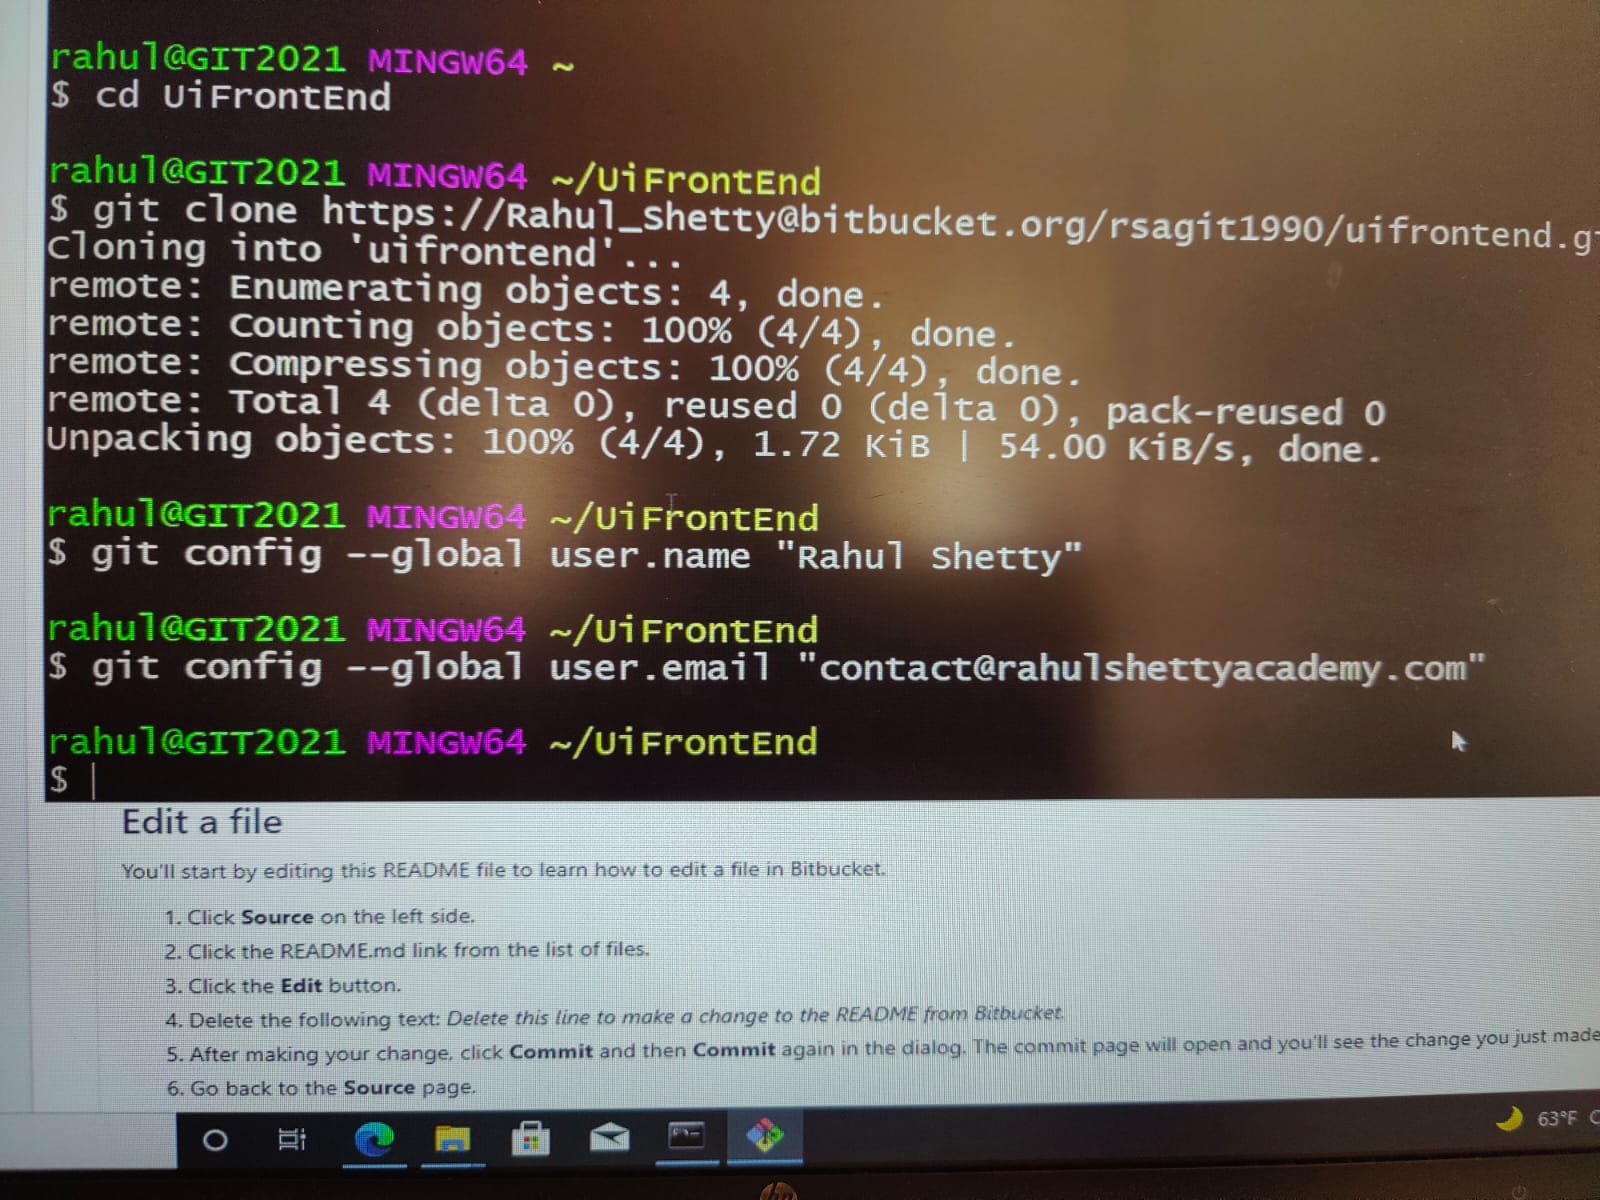 rahul@GIT2021 MINGW64 ~
$ cd UiFrontEnd
rahul@GIT2021 MINGW64 ~/UiFrontEnd
$ git clone https://Rahul_Shetty@bitbucket.org/rsagit1990/uifrontend.g
Cloning into 'uifrontend'...
remote: Enumerating objects: 4, done.
remote: Counting objects: 100% (4/4), done.
remote: Compressing objects: 100% (4/4), done.
remote: Total 4 (delta 0), reused 0 (delta 0), pack-reused 0
Unpacking objects: 100% (4/4), 1.72 KiB | 54.00 KiB/s, done.
rahul@GIT2021 MINGW64 ~/UiFrontEnd
$ git config --global user.name "Rahul Shetty"
rahul@GIT2021 MINGW64 ~/UiFrontEnd
$ git config --global user.email "contact@rahulshettyacademy.com"
rahul@GIT2021 MINGW64 ~/UiFrontEnd
$
Edit a file
You'll start by editing this README file to learn how to edit a file in Bitbucket.
1. Click Source on the left side.
2. Click the README.md link from the list of files.
3. Click the Edit button.
4. Delete the following text: Delete this line to make a change to the README from Bitbucket.
5. After making your change, click Commit and then Commit again in the dialog. The commit page will open and you'll see the change you just made
6. Go back to the Source page.
63°F
hp